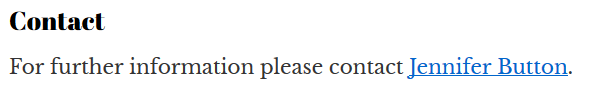 Contact
For further information please contact Jennifer Button.